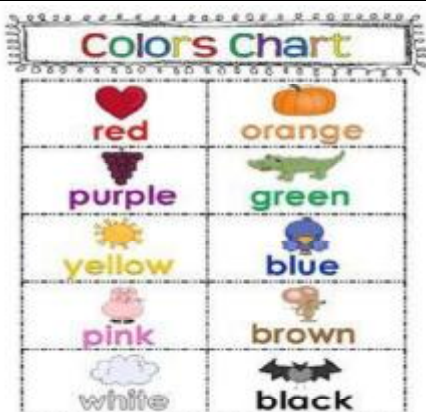 Colors Chart
red orange
purple green
yellow blue
pink brown
white black